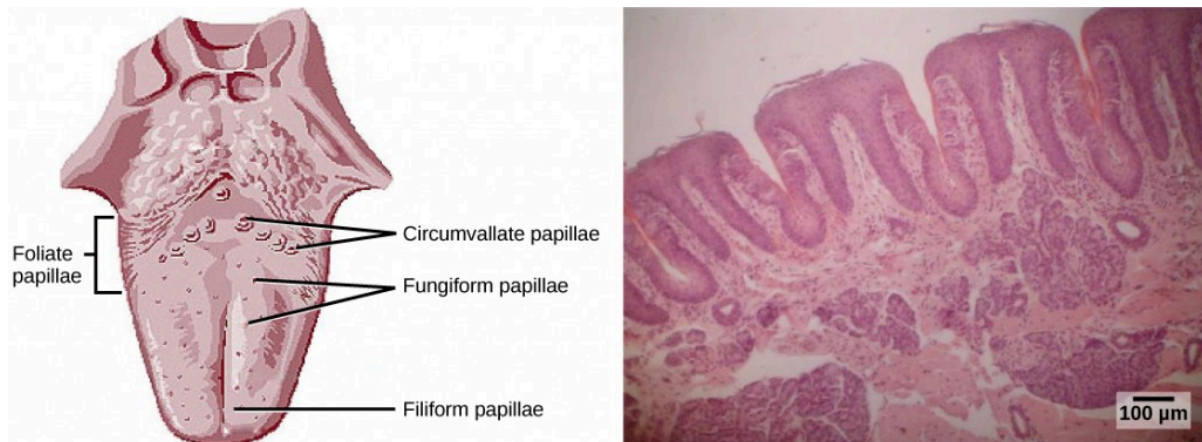 Foliate
papillae
Circumvallate papillae
Fungiform papillae
Filiform papillae
100 µm